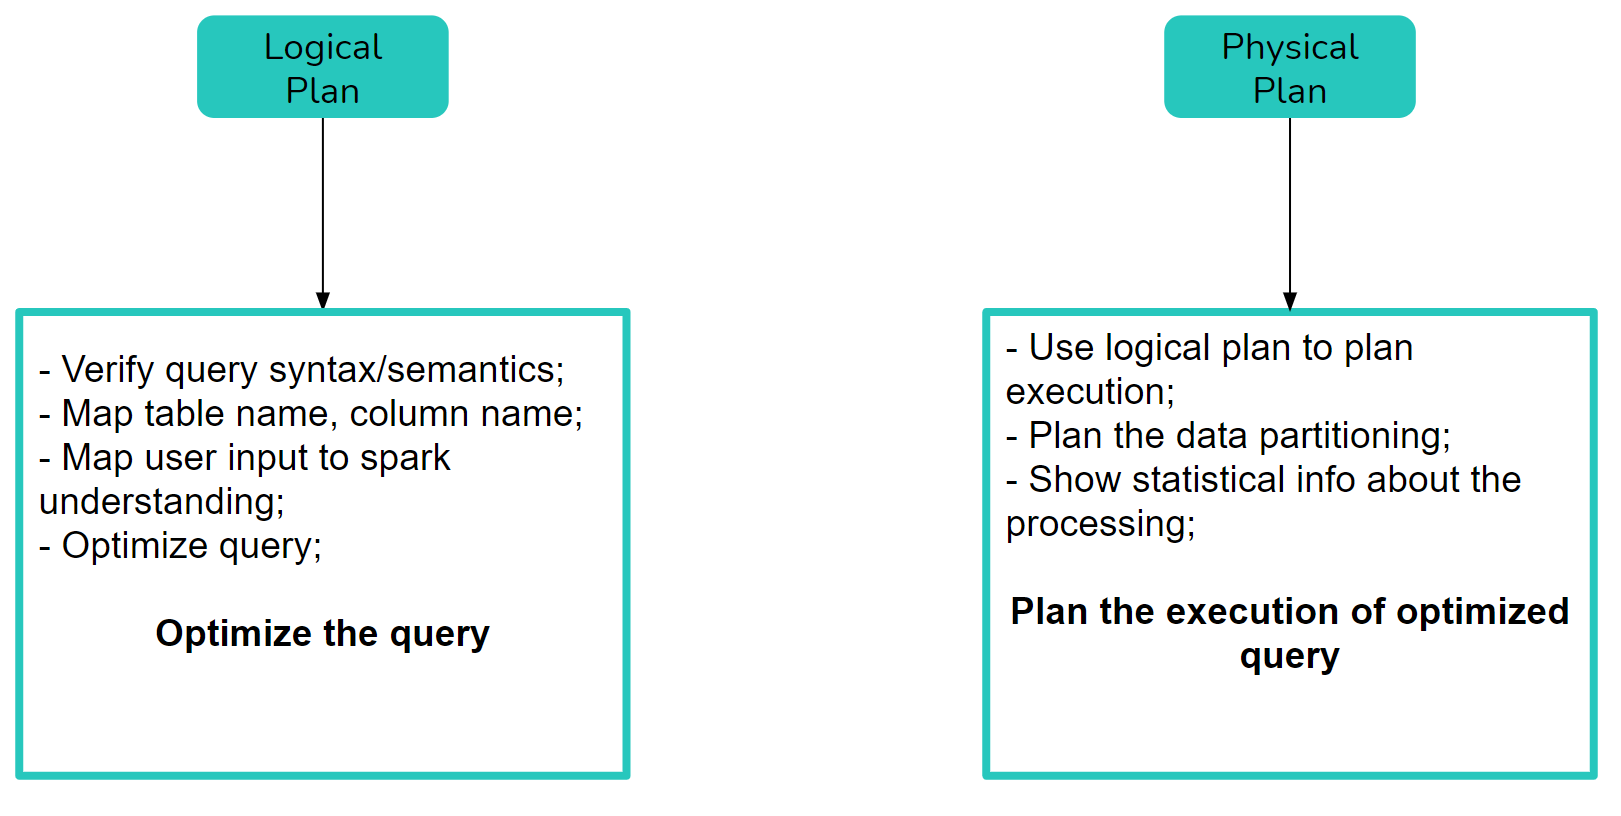 Logical
Plan
- Verify query syntax/semantics;
- Map table name, column name;
- Map user input to spark
understanding;
- Optimize query;
Optimize the query
Physical
Plan
- Use logical plan to plan
execution;
- Plan the data partitioning;
- Show statistical info about the
processing;
Plan the execution of optimized
query